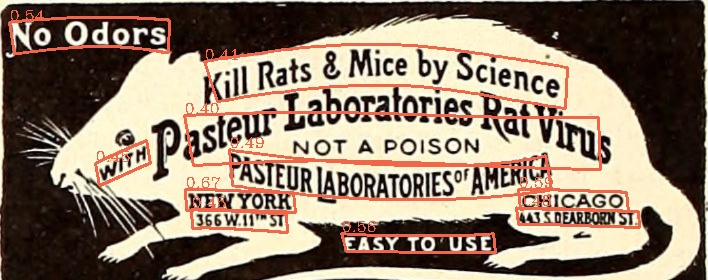 No Odors
Kill Rats & Mice by Science
WITH Pasteur Laboratories Rat Virus
NOT A POISON
PASTEUR LABORATORIES OF AMERICA
NEW YORK
366 W. 11TH ST
CHICAGO
443 S. DEARBORN ST.
EASY TO USE